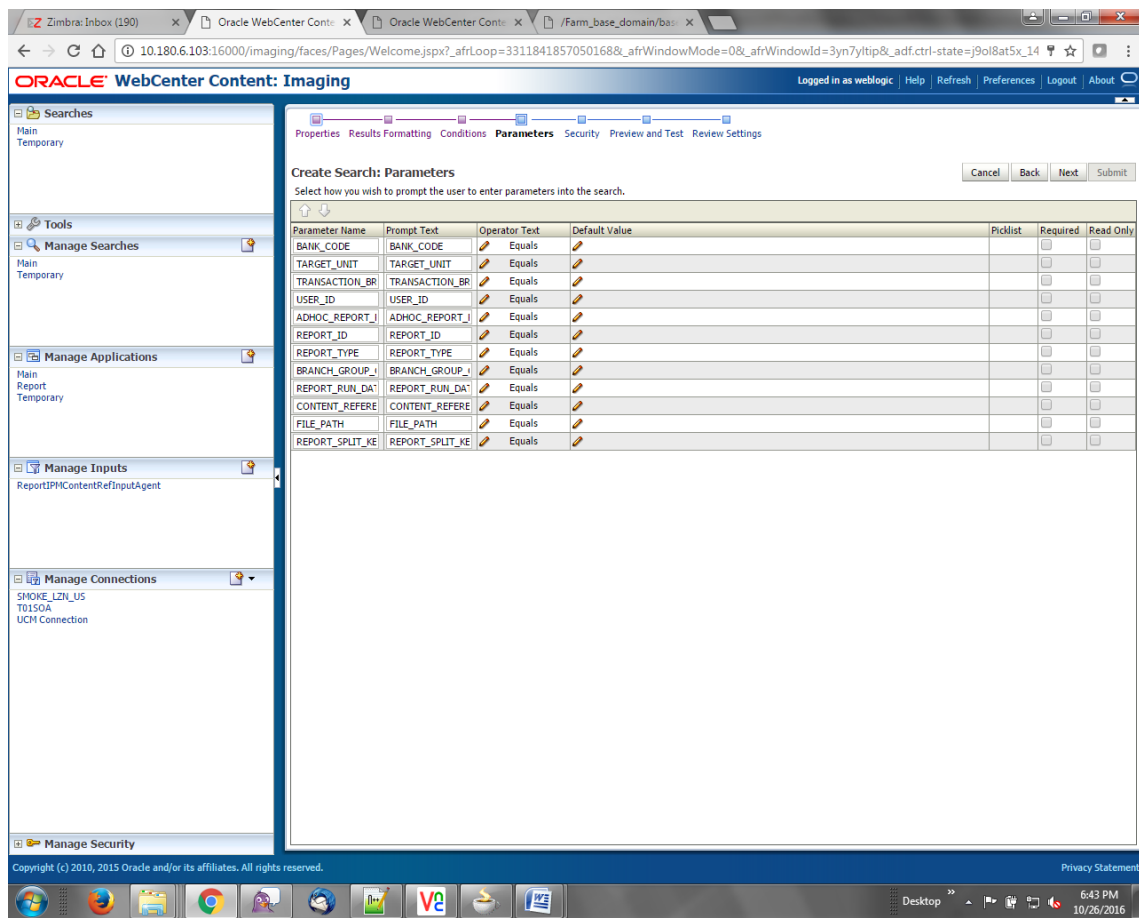 Zimbra: Inbox (190)
Oracle WebCenter Conte
Oracle WebCenter Conte
/Farm_base_domain/bas
10.180.6.103:16000/imaging/faces/Pages/Welcome.jspx?_afrLoop=3311841857050168&_afrWindowMode=0&_afrWindowId=3yn7yltip&_adf.ctrl-state=j9ol8at5x_14
ORACLE WebCenter Content: Imaging
Logged in as weblogic Help Refresh Preferences Logout About
Searches
Main
Temporary
Tools
Manage Searches
Main
Temporary
Manage Applications
Main
Report
Temporary
Manage Inputs
ReportIPMContentRefInputAgent
Manage Connections
SMOKE_LZN_US
T01SOA
UCM Connection
Manage Security
Properties Results Formatting Conditions Parameters Security Preview and Test Review Settings
Create Search: Parameters
Cancel Back Next Submit
Select how you wish to prompt the user to enter parameters into the search.
Parameter Name Prompt Text Operator Text Default Value Picklist Required Read Only
BANK_CODE BANK_CODE Equals
TARGET_UNIT TARGET_UNIT Equals
TRANSACTION_BR TRANSACTION_BR Equals
USER_ID USER_ID Equals
ADHOC_REPORT_I ADHOC_REPORT_I Equals
REPORT_ID REPORT_ID Equals
REPORT_TYPE REPORT_TYPE Equals
BRANCH_GROUP_( BRANCH_GROUP_( Equals
REPORT_RUN_DAT REPORT_RUN_DAT Equals
CONTENT_REFERE CONTENT_REFERE Equals
FILE_PATH FILE_PATH Equals
REPORT_SPLIT_KE REPORT_SPLIT_KE Equals
Copyright (c) 2010, 2015 Oracle and/or its affiliates. All rights reserved.
Privacy Statement
Desktop
6:43 PM
10/26/2016